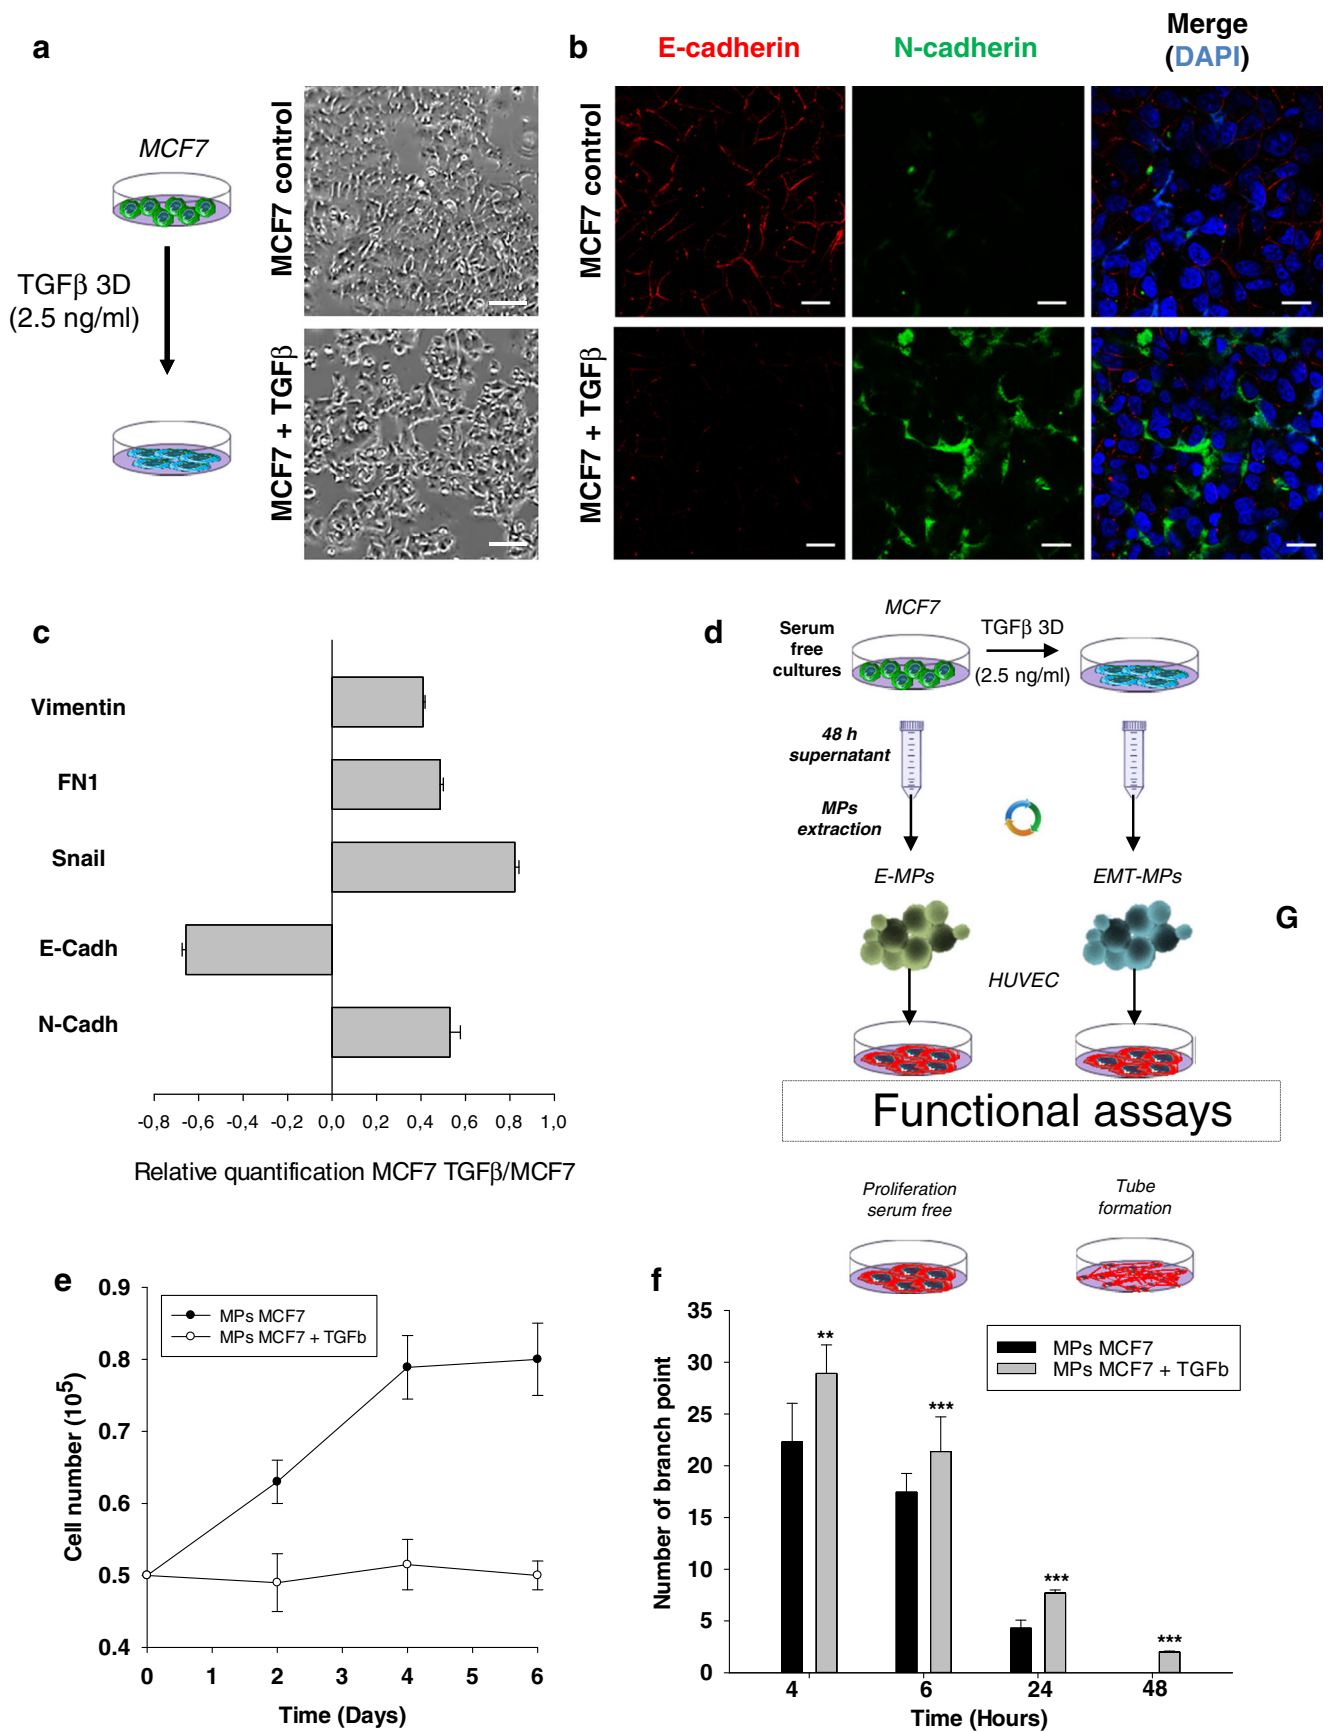 a
MCF7
TGFβ 3D
(2.5 ng/ml)
MCF7 control
MCF7 + TGFβ
b
E-cadherin
N-cadherin
Merge
(DAPI)
MCF7 control
MCF7 + TGFβ
c
Vimentin
FN1
Snail
E-Cadh
N-Cadh
-0,8 -0,6 -0,4 -0,2 0,0 0,2 0,4 0,6 0,8 1,0
Relative quantification MCF7 TGFβ/MCF7
d
Serum
free
cultures
MCF7
TGFβ 3D
(2.5 ng/ml)
48 h
supernatant
MPs
extraction
E-MPs
EMT-MPs
G
HUVEC
Functional assays
Proliferation
serum free
Tube
formation
e
0.9
0.8
0.7
0.6
0.5
0.4
Cell number (10⁵)
MPs MCF7
MPs MCF7 + TGFb
0 1 2 3 4 5 6
Time (Days)
f
35
30
25
20
15
10
5
0
Number of branch point
MPs MCF7
MPs MCF7 + TGFb
**
***
***
***
4 6 24 48
Time (Hours)